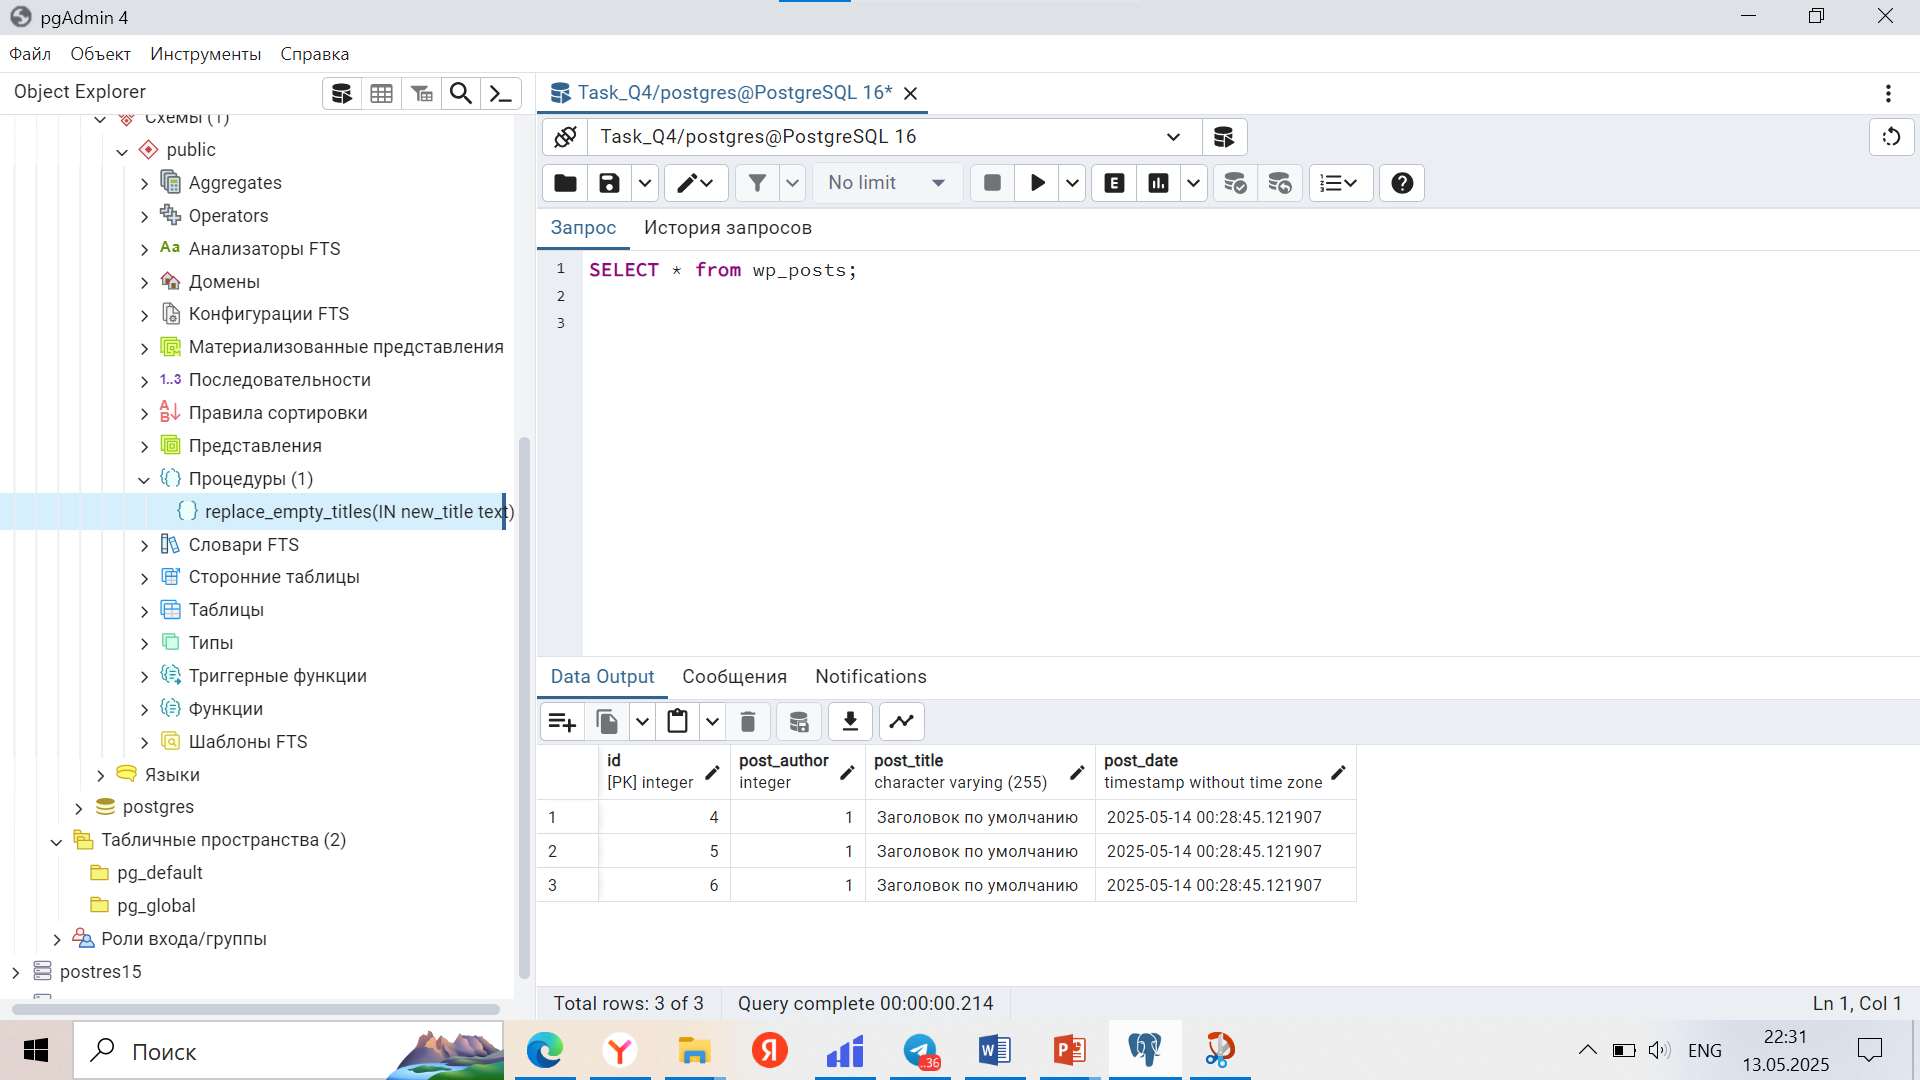 pgAdmin 4
Файл Объект Инструменты Справка
Object Explorer
Схемы (1)
public
Aggregates
Operators
Aa Анализаторы FTS
Домены
Конфигурации FTS
Материализованные представления
1..3 Последовательности
Правила сортировки
Представления
Процедуры (1)
replace_empty_titles(IN new_title text)
Словари FTS
Сторонние таблицы
Таблицы
Типы
Триггерные функции
Функции
Шаблоны FTS
Языки
postgres
Табличные пространства (2)
pg_default
pg_global
Роли входа/группы
postres15
Task_Q4/postgres@PostgreSQL 16*
Task_Q4/postgres@PostgreSQL 16
No limit
E
Запрос История запросов
1 SELECT * from wp_posts;
2
3
Data Output Сообщения Notifications
id post_author post_title post_date
[PK] integer integer character varying (255) timestamp without time zone
1 4 1 Заголовок по умолчанию 2025-05-14 00:28:45.121907
2 5 1 Заголовок по умолчанию 2025-05-14 00:28:45.121907
3 6 1 Заголовок по умолчанию 2025-05-14 00:28:45.121907
Total rows: 3 of 3 Query complete 00:00:00.214 Ln 1, Col 1
Поиск
..36
ENG
22:31
13.05.2025